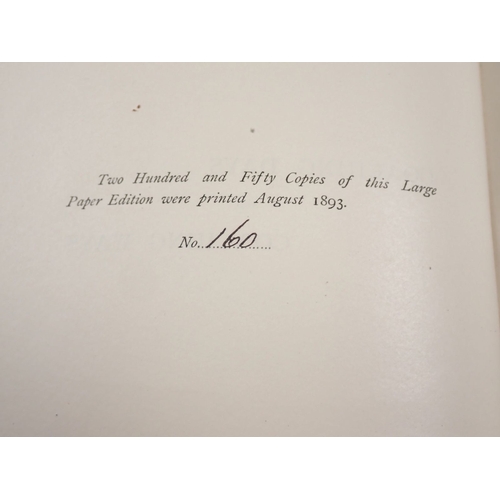 Two Hundred and Fifty Copies of this Large
Paper Edition were printed August 1893.
No. 160